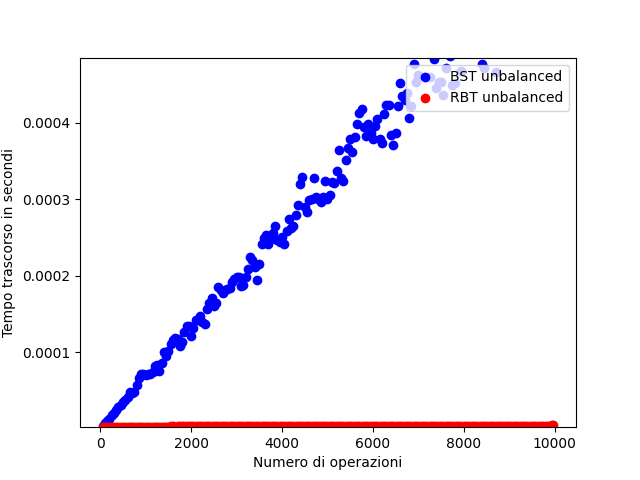 BST unbalanced
RBT unbalanced
0.0004
0.0003
0.0002
0.0001
Tempo trascorso in secondi
0 2000 4000 6000 8000 10000
Numero di operazioni